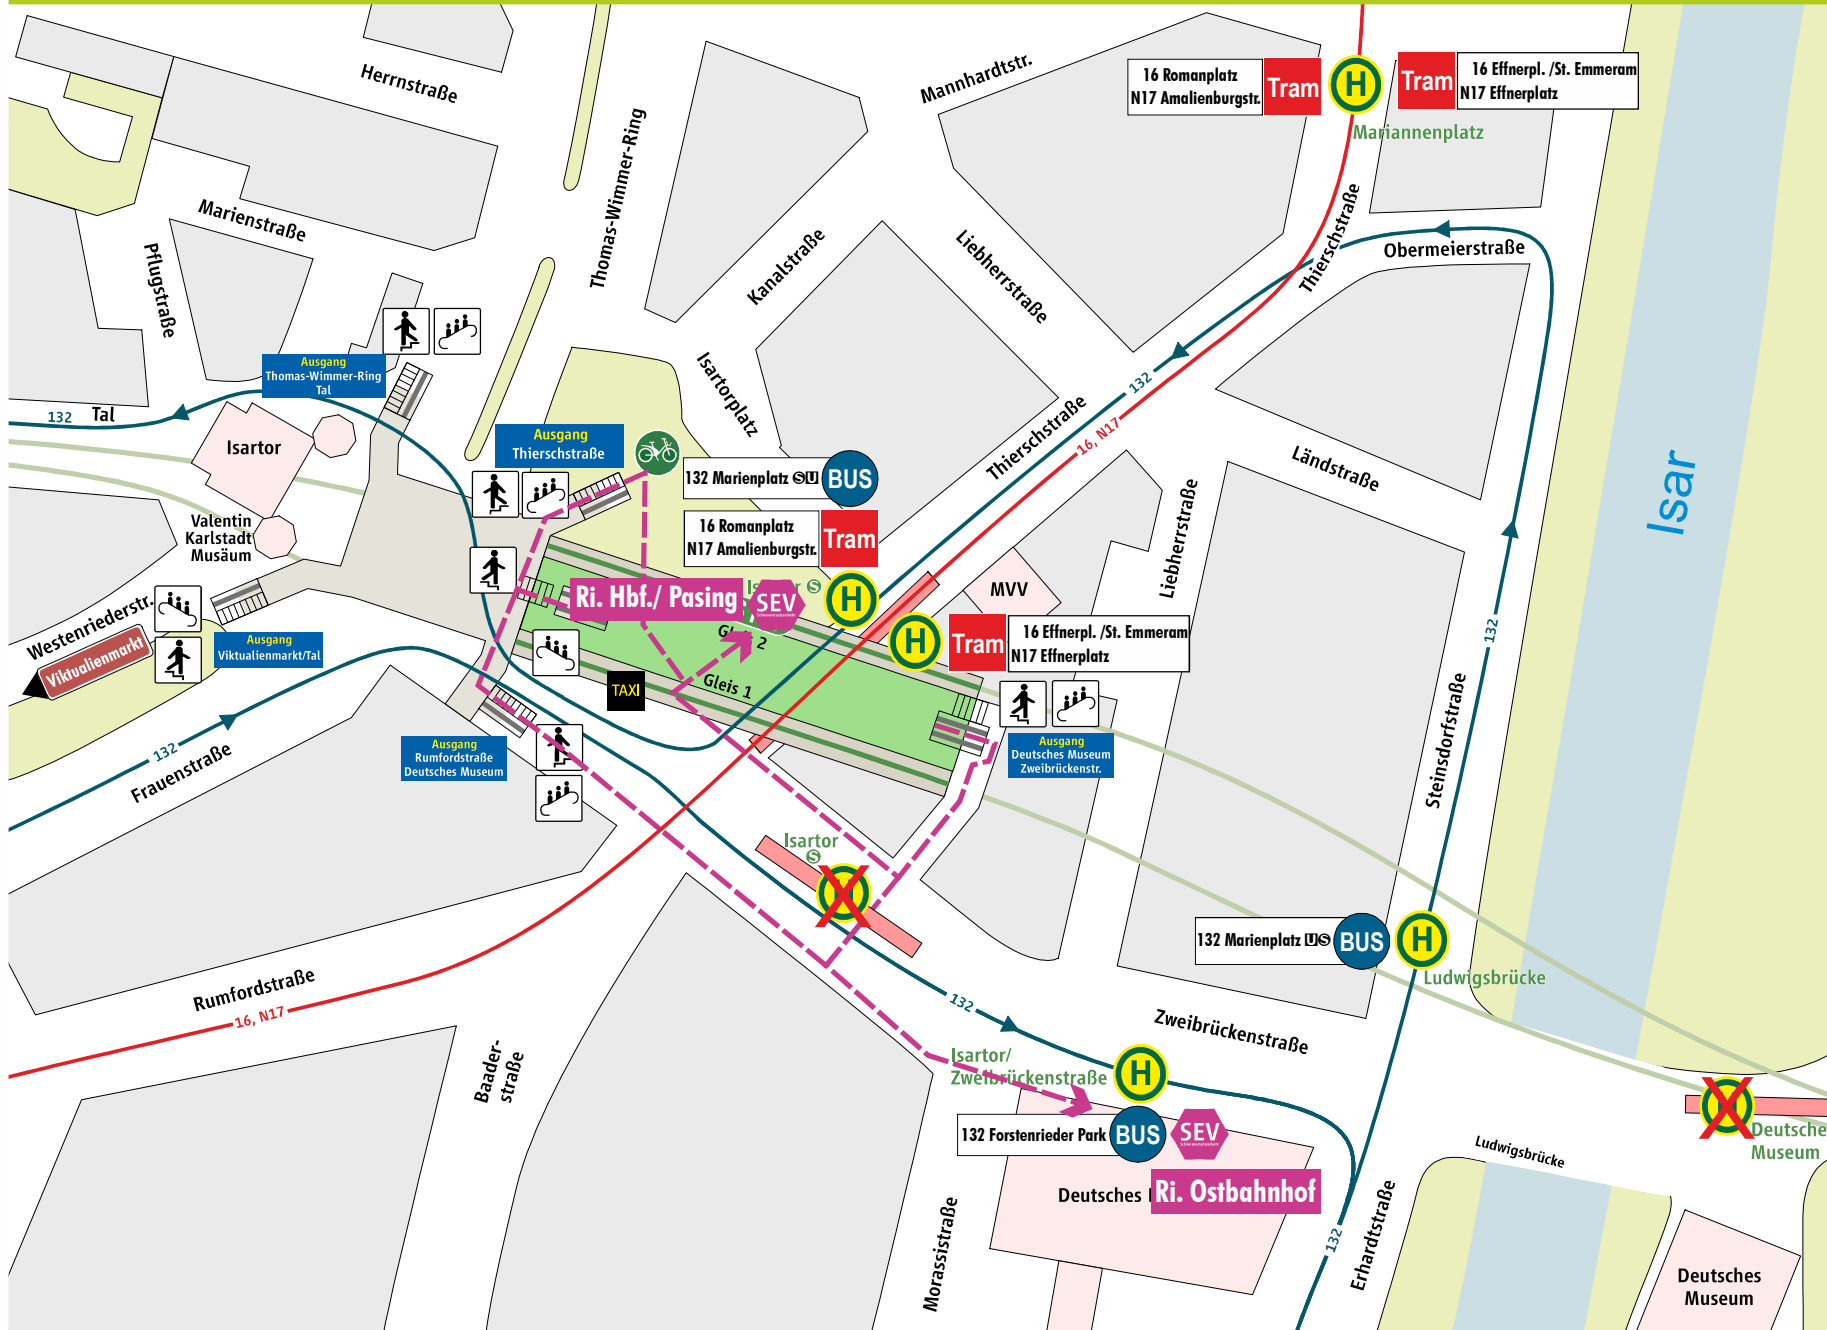 Herrnstraße
Mannhardtstr.
16 Romanplatz
N17 Amalienburgstr.
Tram
H
Tram
16 Effnerpl. /St. Emmeram
N17 Effnerplatz
Mariannenplatz
Thomas-Wimmer-Ring
Marienstraße
Pflugstraße
Kanalstraße
Liebherrstraße
Thierschstraße
Obermeierstraße
Ausgang
Thomas-Wimmer-Ring
Tal
132
Tal
Isartor
Isartorplatz
132
Thierschstraße
16, N17
Ausgang
Thierschstraße
132 Marienplatz S U
BUS
16 Romanplatz
N17 Amalienburgstr.
Tram
Ländstraße
Isar
Valentin
Karlstadt
Musäum
Liebherrstraße
MVV
Ri. Hbf./ Pasing
SEV
S
H
H
Tram
16 Effnerpl. /St. Emmeram
N17 Effnerplatz
Westenriederstr.
Viktualienmarkt
Ausgang
Viktualienmarkt/Tal
Gleis 2
Gleis 1
TAXI
132
Steinsdorfstraße
132
Frauenstraße
Ausgang
Rumfordstraße
Deutsches Museum
Ausgang
Deutsches Museum
Zweibrückenstr.
Isartor
S
H
132 Marienplatz U S
BUS
H
Ludwigsbrücke
Rumfordstraße
16, N17
132
Zweibrückenstraße
Baader-
straße
Isartor/
Zweibrückenstraße
H
132 Forstenrieder Park
BUS
SEV
Deutsches
Ri. Ostbahnhof
H
Deutsche
Museum
Ludwigsbrücke
Morassistraße
132
Erhardtstraße
Deutsches
Museum